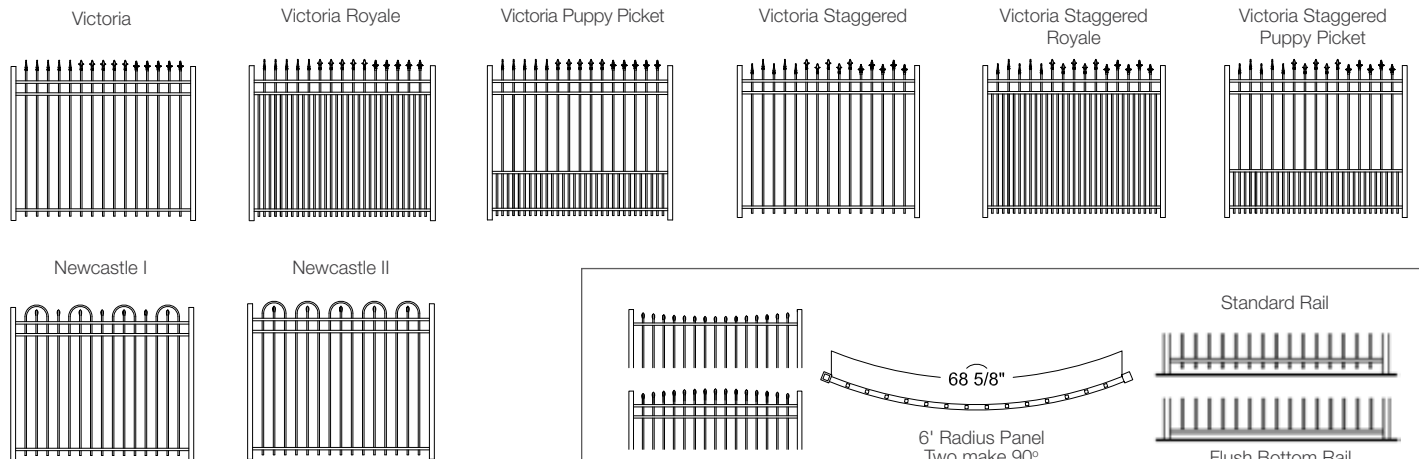 Victoria
Victoria Royale
Victoria Puppy Picket
Victoria Staggered
Victoria Staggered
Royale
Victoria Staggered
Puppy Picket
Newcastle I
Newcastle II
Standard Rail
68 5/8"
6' Radius Panel
Two make 90°
Flush Bottom Rail